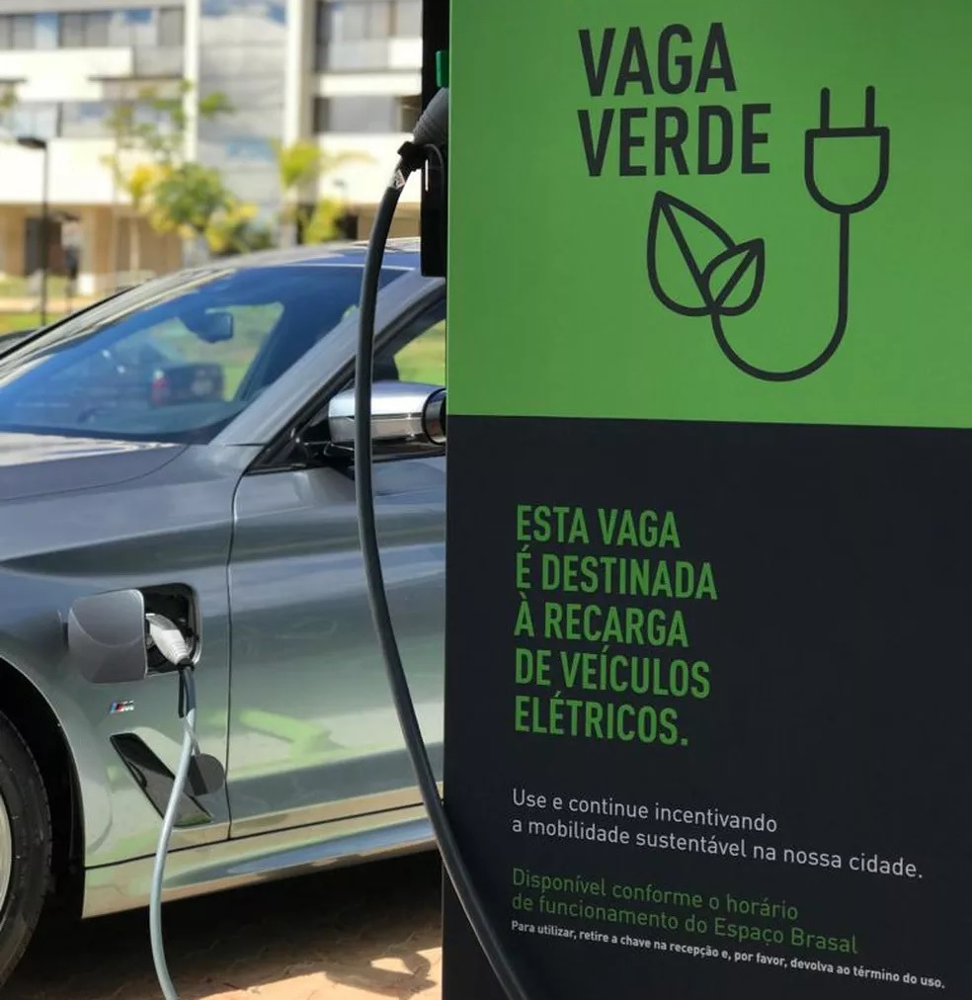 VAGA
VERDE
ESTA VAGA
É DESTINADA
À RECARGA
DE VEÍCULOS
ELÉTRICOS.
Use e continue incentivando
a mobilidade sustentável na nossa cidade.
Disponível conforme o horário
de funcionamento do Espaço Brasal
Para utilizar, retire a chave na recepção e, por favor, devolva ao término do uso.